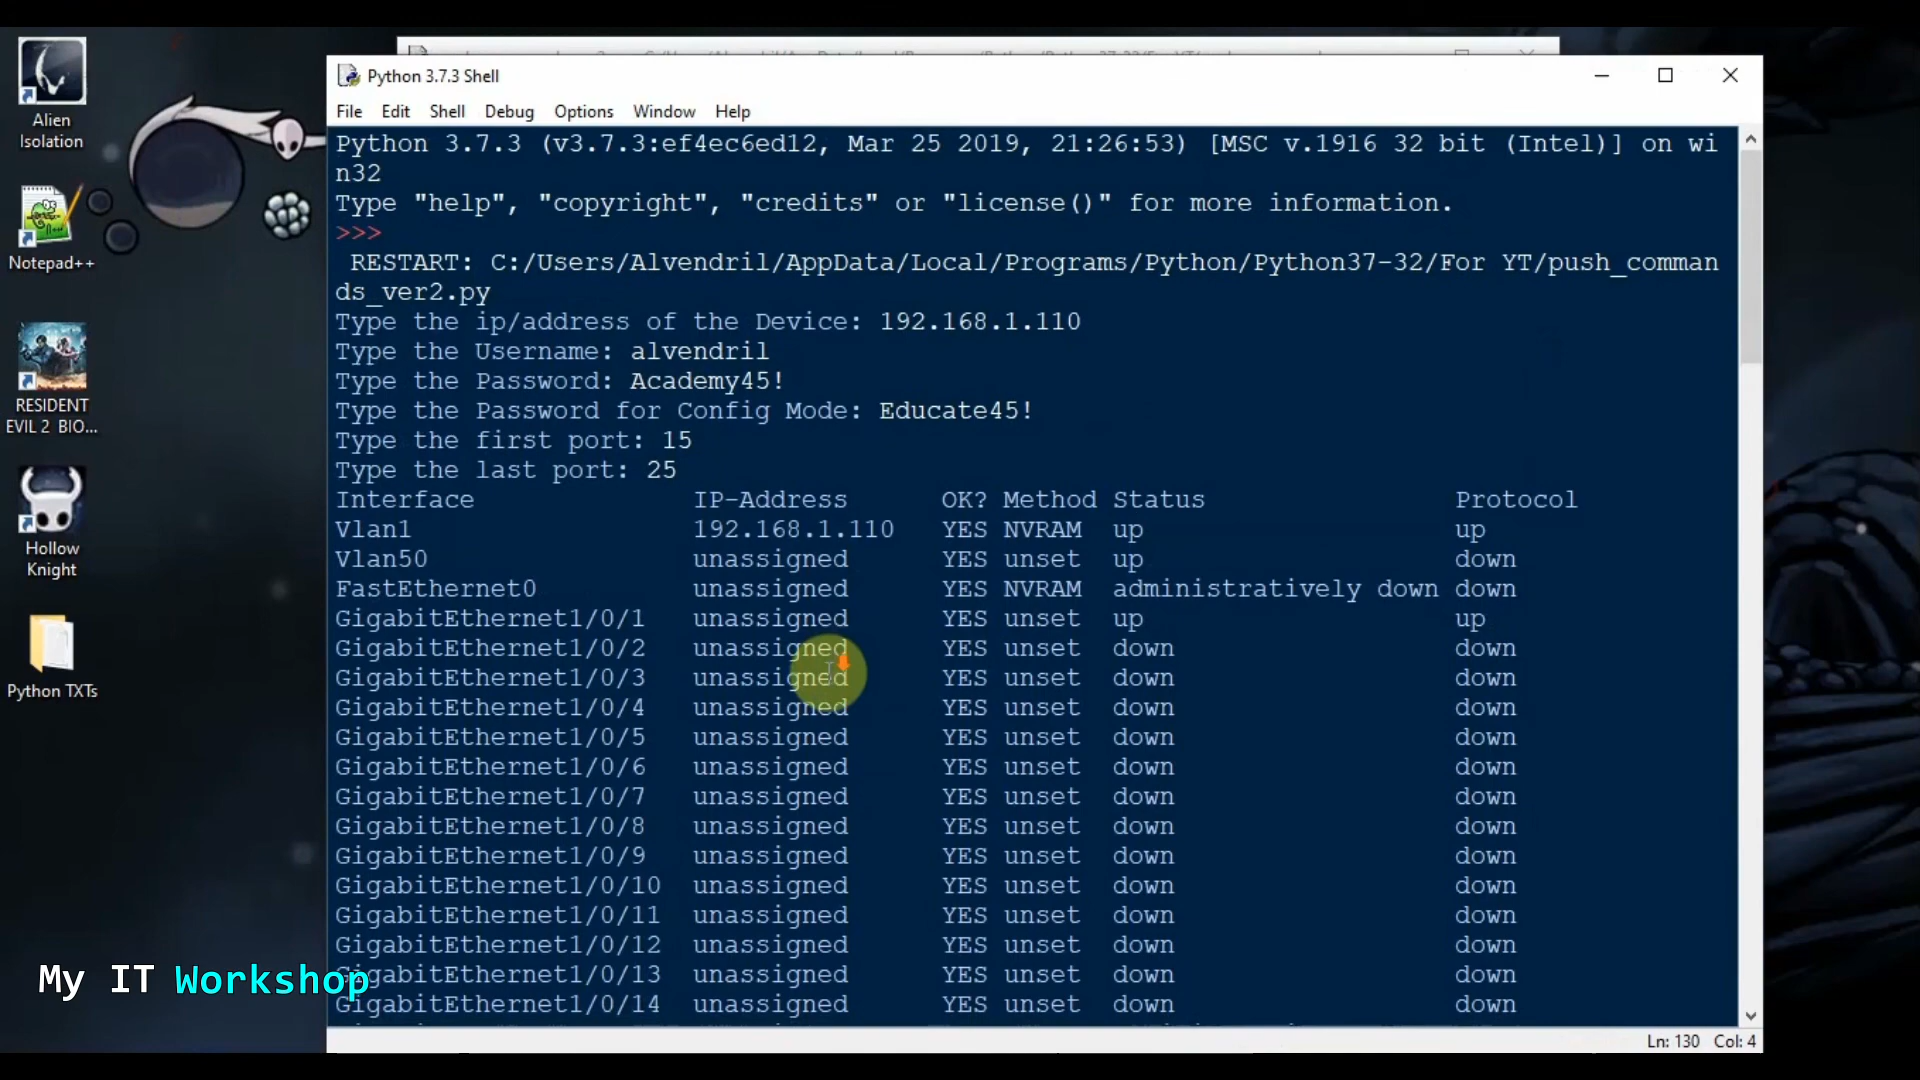 Python 3.7.3 Shell
File Edit Shell Debug Options Window Help
Python 3.7.3 (v3.7.3:ef4ec6ed12, Mar 25 2019, 21:26:53) [MSC v.1916 32 bit (Intel)] on wi
n32
Type "help", "copyright", "credits" or "license()" for more information.
>>>
RESTART: C:/Users/Alvendril/AppData/Local/Programs/Python/Python37-32/For YT/push_comman
ds_ver2.py
Type the ip/address of the Device: 192.168.1.110
Type the Username: alvendril
Type the Password: Academy45!
Type the Password for Config Mode: Educate45!
Type the first port: 15
Type the last port: 25
Interface IP-Address OK? Method Status Protocol
Vlan1 192.168.1.110 YES NVRAM up up
Vlan50 unassigned YES unset up down
FastEthernet0 unassigned YES NVRAM administratively down down
GigabitEthernet1/0/1 unassigned YES unset up up
GigabitEthernet1/0/2 unassigned YES unset down down
GigabitEthernet1/0/3 unassigned YES unset down down
GigabitEthernet1/0/4 unassigned YES unset down down
GigabitEthernet1/0/5 unassigned YES unset down down
GigabitEthernet1/0/6 unassigned YES unset down down
GigabitEthernet1/0/7 unassigned YES unset down down
GigabitEthernet1/0/8 unassigned YES unset down down
GigabitEthernet1/0/9 unassigned YES unset down down
GigabitEthernet1/0/10 unassigned YES unset down down
GigabitEthernet1/0/11 unassigned YES unset down down
GigabitEthernet1/0/12 unassigned YES unset down down
GigabitEthernet1/0/13 unassigned YES unset down down
GigabitEthernet1/0/14 unassigned YES unset down down
Ln: 130 Col: 4
Alien
Isolation
Notepad++
RESIDENT
EVIL 2 BIO...
Hollow
Knight
Python TXTs
My IT Workshop